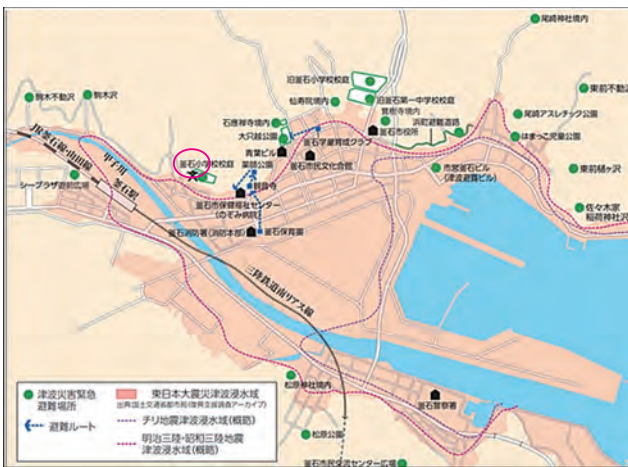 尾崎神社境内
旧釜石小学校校庭
仙寿院境内
旧釜石第一中学校校庭
東前不動沢
駒木不動沢
駒木沢
石應禅寺境内
浜町避難道路
尾崎アスレチック公園
大只越公園
釜石市役所
はまっこ児童公園
JR釜石線・山田線
甲子川
釜石小学校校庭
青葉ビル
釜石学童育成クラブ
薬師公園
釜石市民文化会館
東前樋ヶ沢
市営釜石ビル
(津波避難ビル)
シープラザ遊前広場
釜石駅
観音寺
釜石市保健福祉センター
(のぞみ病院)
佐々木家
稲荷神社沢
釜石消防署(消防本部)
釜石保育園
三陸鉄道南リアス線
松原神社境内
釜石警察署
松原公園
釜石市民交流センター広場
津波災害緊急
避難場所
東日本大震災津波浸水域
出典:国土交通省都市局(復興支援調査アーカイブ)
避難ルート
チリ地震津波浸水域(概略)
明治三陸・昭和三陸地震
津波浸水域(概略)